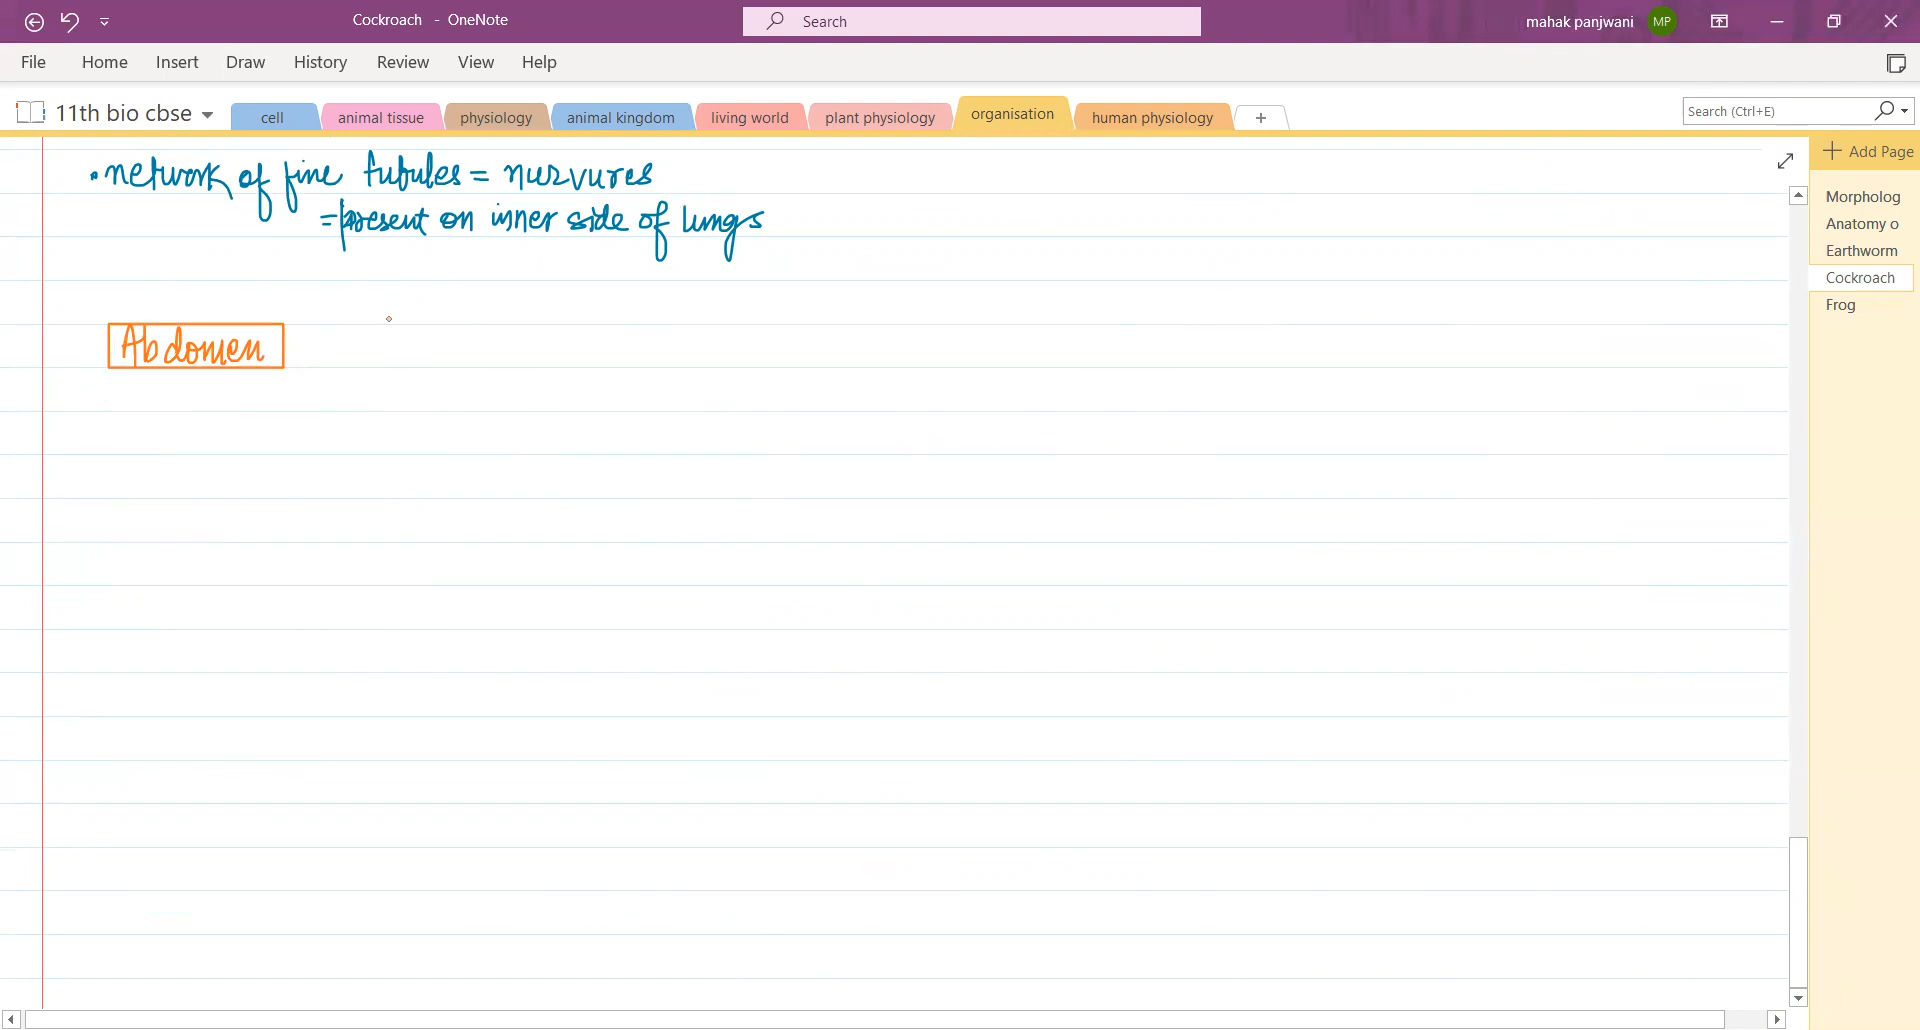 Cockroach - OneNote
Search
mahak panjwani MP
File Home Insert Draw History Review View Help
11th bio cbse
cell animal tissue physiology animal kingdom living world plant physiology organisation human physiology +
Search (Ctrl+E)
Add Page
Morpholog
Anatomy o
Earthworm
Cockroach
Frog
• network of fine tubules = nurvures
= present on inner side of lungs
Abdomen